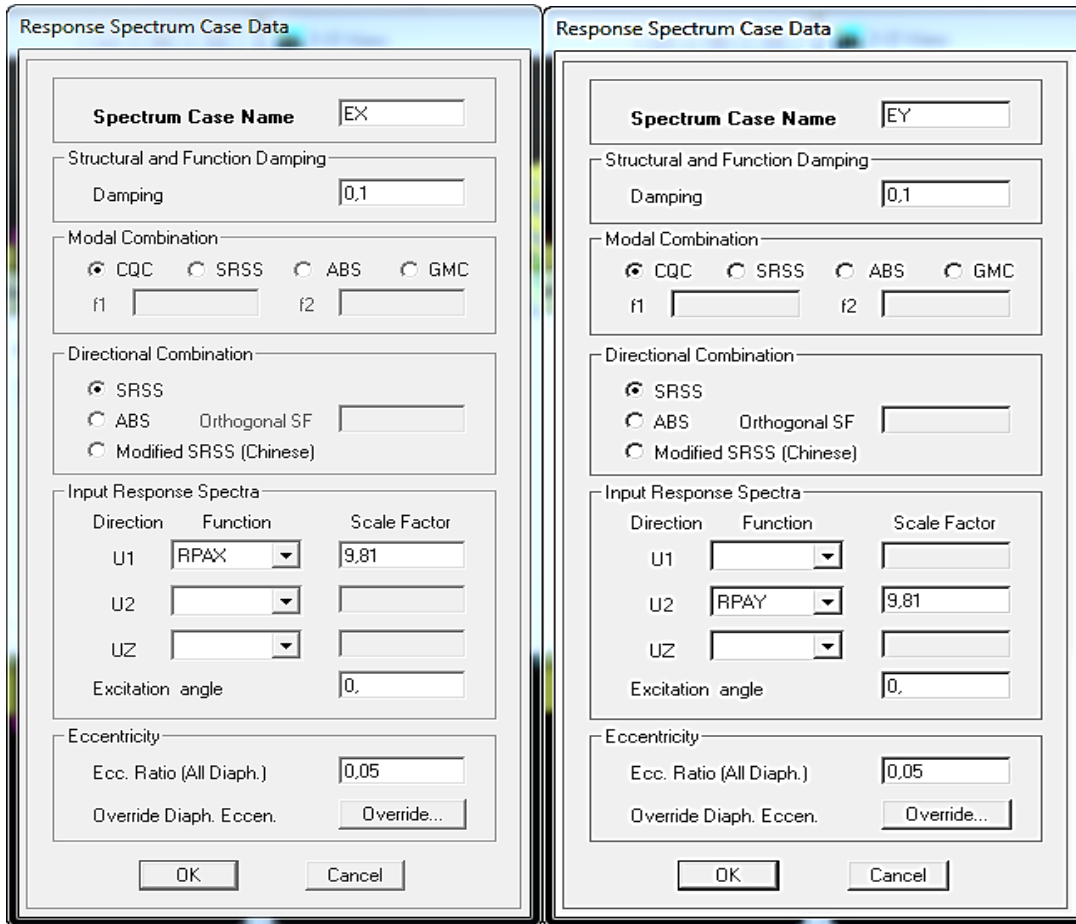 Response Spectrum Case Data
Spectrum Case Name EX
Structural and Function Damping
Damping 0,1
Modal Combination
CQC SRSS ABS GMC
f1 f2
Directional Combination
SRSS
ABS Orthogonal SF
Modified SRSS (Chinese)
Input Response Spectra
Direction Function Scale Factor
U1 RPAX 9,81
U2
UZ
Excitation angle 0,
Eccentricity
Ecc. Ratio (All Diaph.) 0,05
Override Diaph. Eccen. Override...
OK Cancel
Response Spectrum Case Data
Spectrum Case Name EY
Structural and Function Damping
Damping 0,1
Modal Combination
CQC SRSS ABS GMC
f1 f2
Directional Combination
SRSS
ABS Orthogonal SF
Modified SRSS (Chinese)
Input Response Spectra
Direction Function Scale Factor
U1
U2 RPAY 9,81
UZ
Excitation angle 0,
Eccentricity
Ecc. Ratio (All Diaph.) 0,05
Override Diaph. Eccen. Override...
OK Cancel